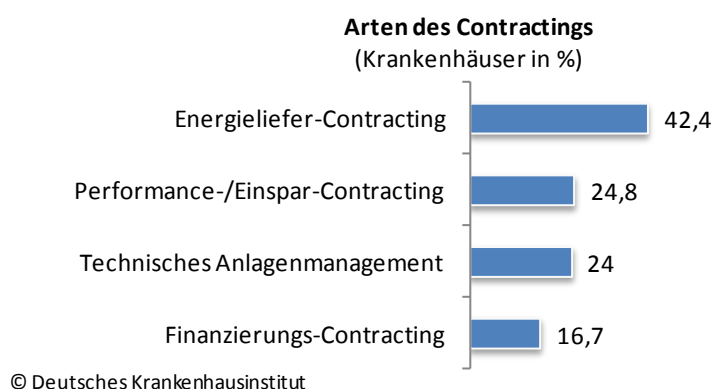 Arten des Contractings
(Krankenhäuser in %)
Energieliefer-Contracting 42,4
Performance-/Einspar-Contracting 24,8
Technisches Anlagenmanagement 24
Finanzierungs-Contracting 16,7
© Deutsches Krankenhausinstitut